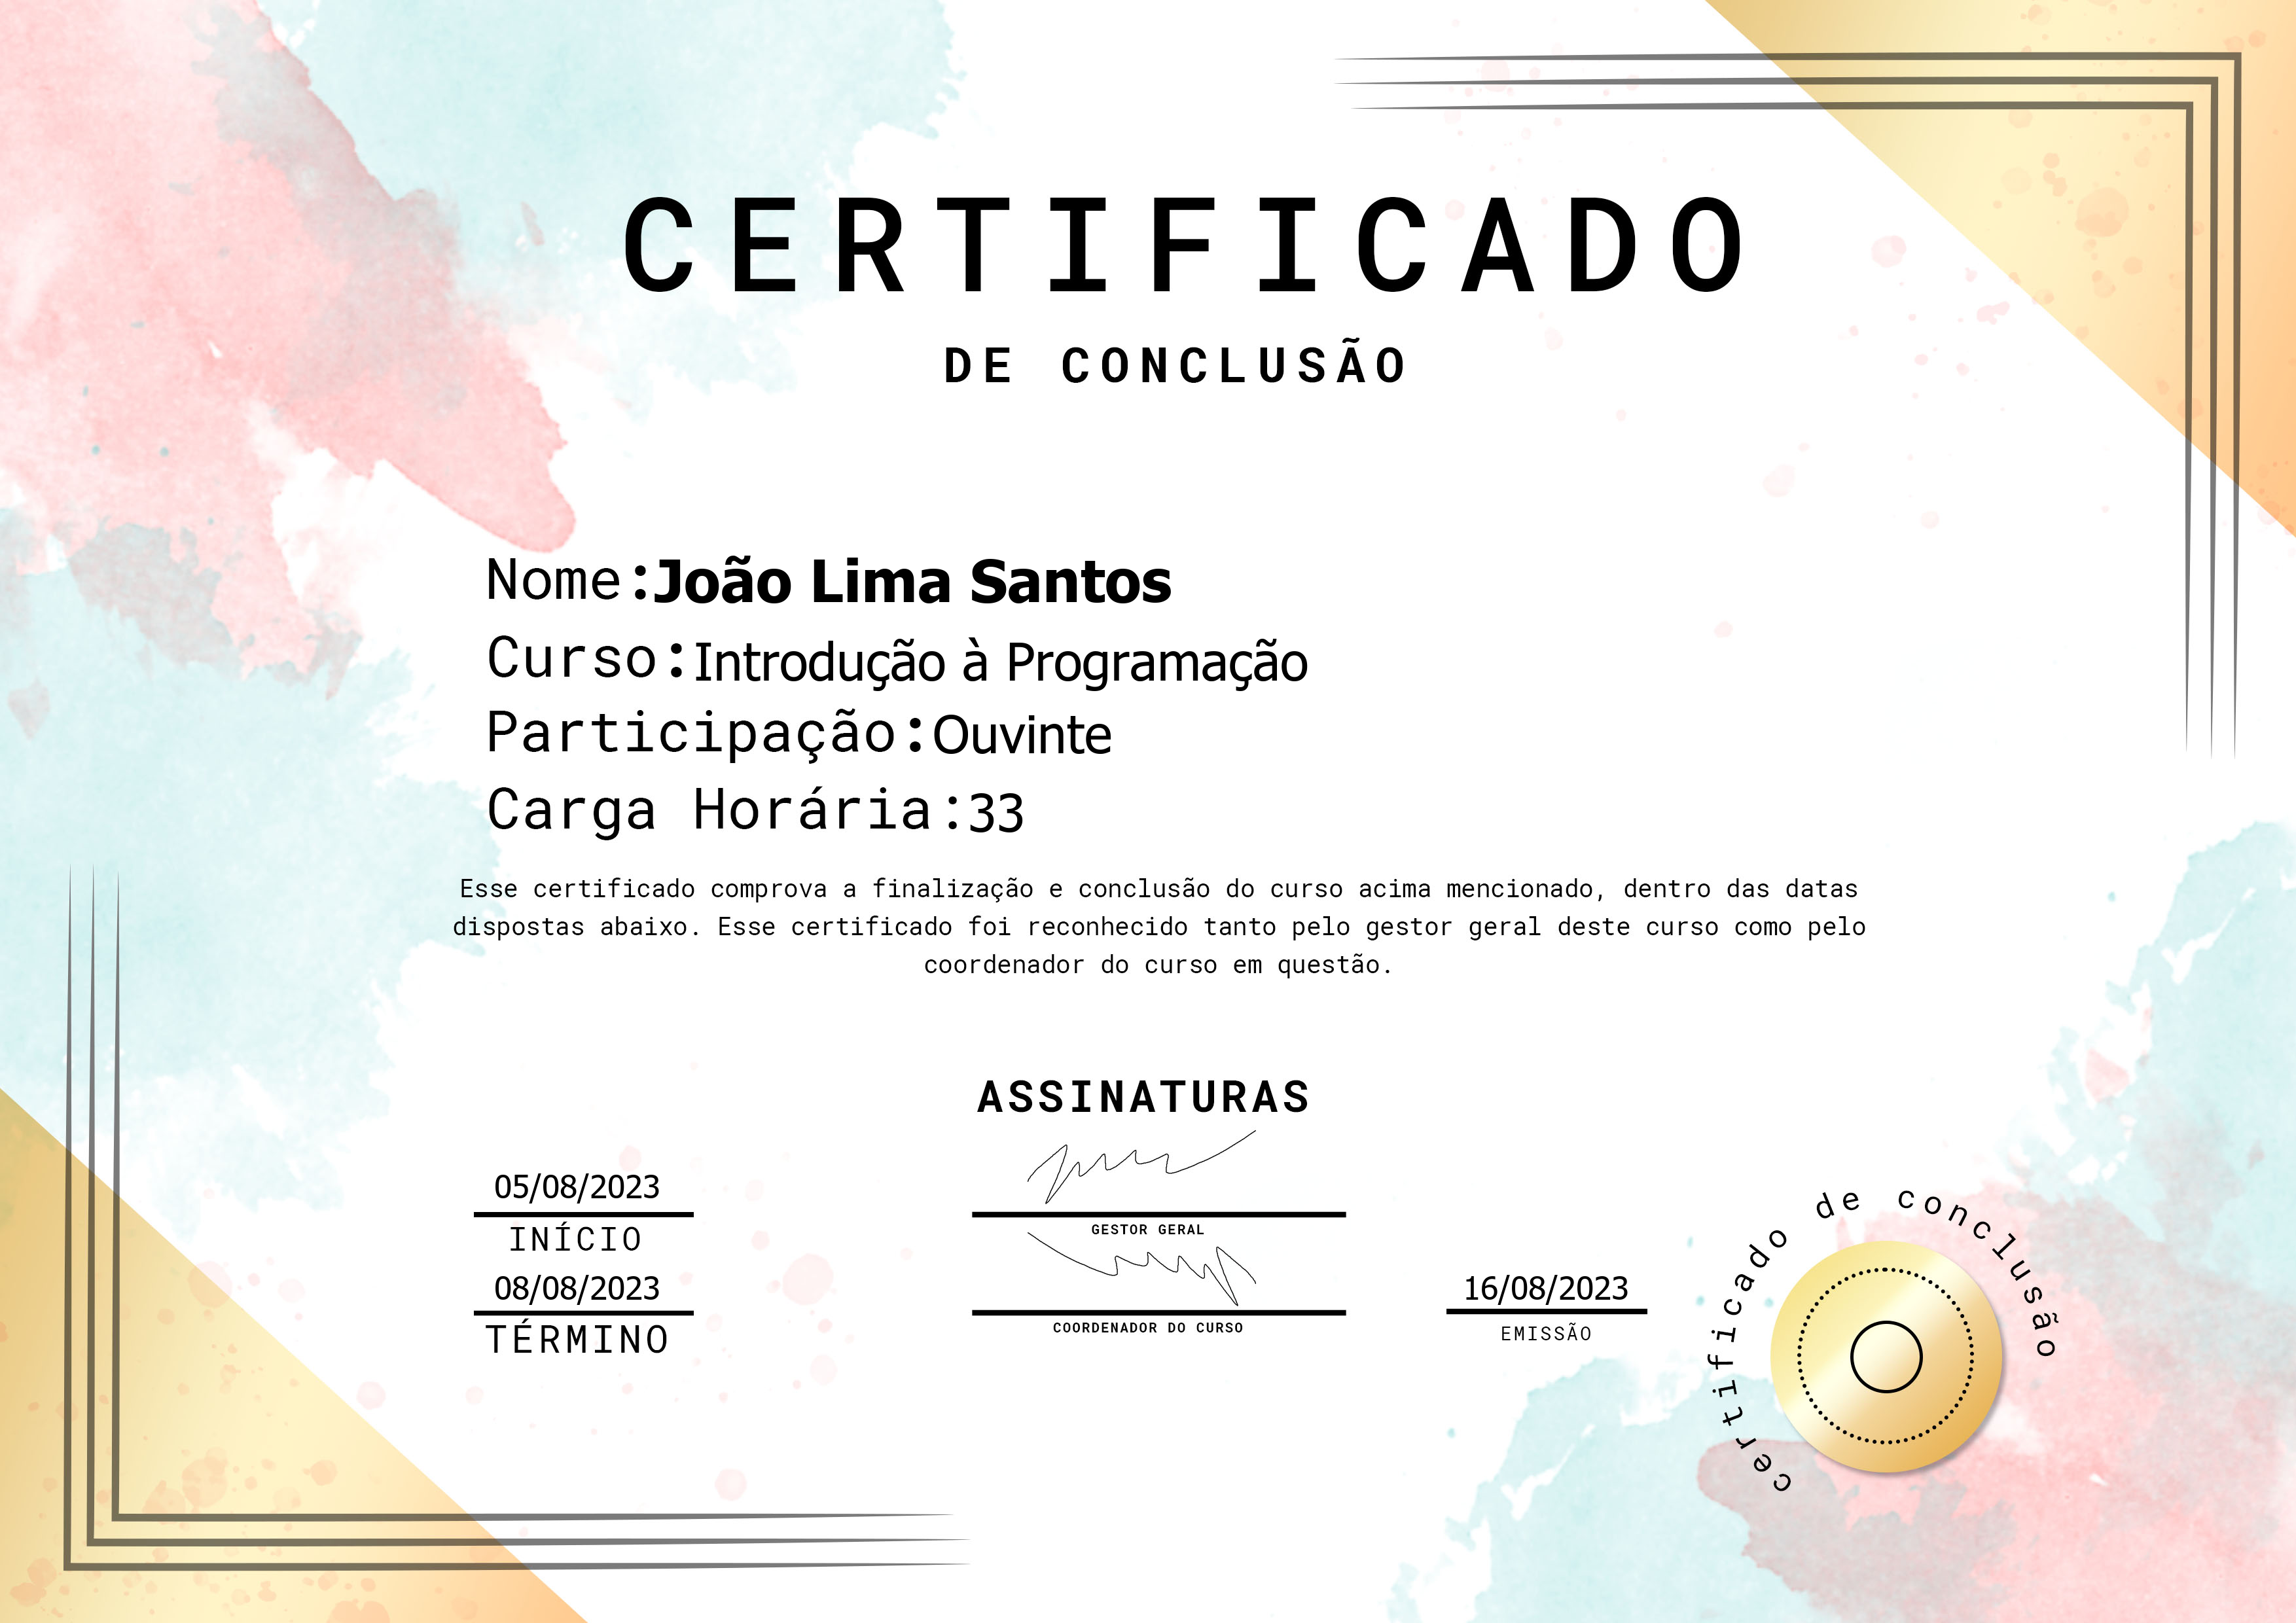 CERTIFICADO
DE CONCLUSÃO
Nome:João Lima Santos
Curso:Introdução à Programação
Participação:Ouvinte
Carga Horária:33
Esse certificado comprova a finalização e conclusão do curso acima mencionado, dentro das datas
dispostas abaixo. Esse certificado foi reconhecido tanto pelo gestor geral deste curso como pelo
coordenador do curso em questão.
ASSINATURAS
05/08/2023
INÍCIO
GESTOR GERAL
08/08/2023
TÉRMINO
COORDENADOR DO CURSO
16/08/2023
EMISSÃO
certificado de conclusão